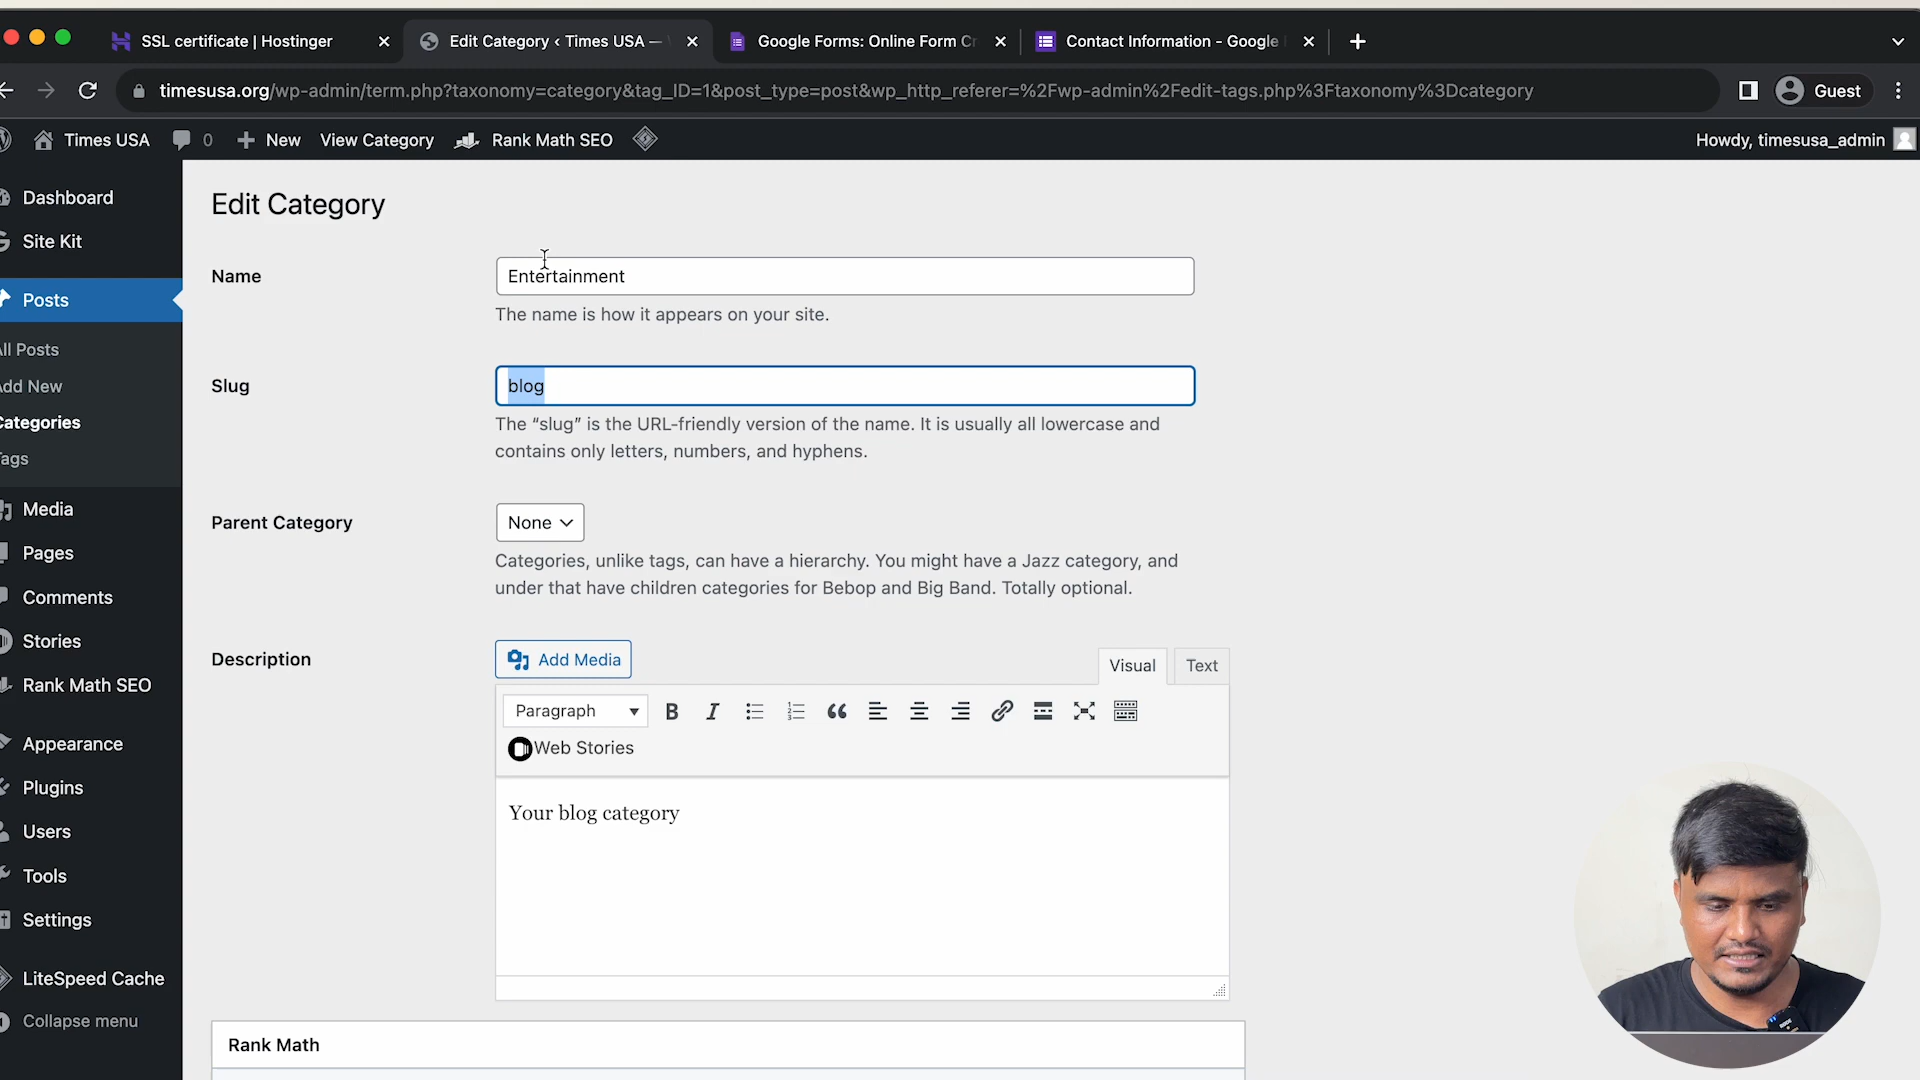 SSL certificate | Hostinger
Edit Category ‹ Times USA —
Google Forms: Online Form Cr
Contact Information - Google
timesusa.org/wp-admin/term.php?taxonomy=category&tag_ID=1&post_type=post&wp_http_referer=%2Fwp-admin%2Fedit-tags.php%3Ftaxonomy%3Dcategory
Guest
Times USA
0
New
View Category
Rank Math SEO
Howdy, timesusa_admin
Dashboard
Site Kit
Posts
All Posts
Add New
Categories
Tags
Media
Pages
Comments
Stories
Rank Math SEO
Appearance
Plugins
Users
Tools
Settings
LiteSpeed Cache
Collapse menu
Edit Category
Name
Entertainment
The name is how it appears on your site.
Slug
blog
The “slug” is the URL-friendly version of the name. It is usually all lowercase and
contains only letters, numbers, and hyphens.
Parent Category
None
Categories, unlike tags, can have a hierarchy. You might have a Jazz category, and
under that have children categories for Bebop and Big Band. Totally optional.
Description
Add Media
Visual
Text
Paragraph
Web Stories
Your blog category
Rank Math